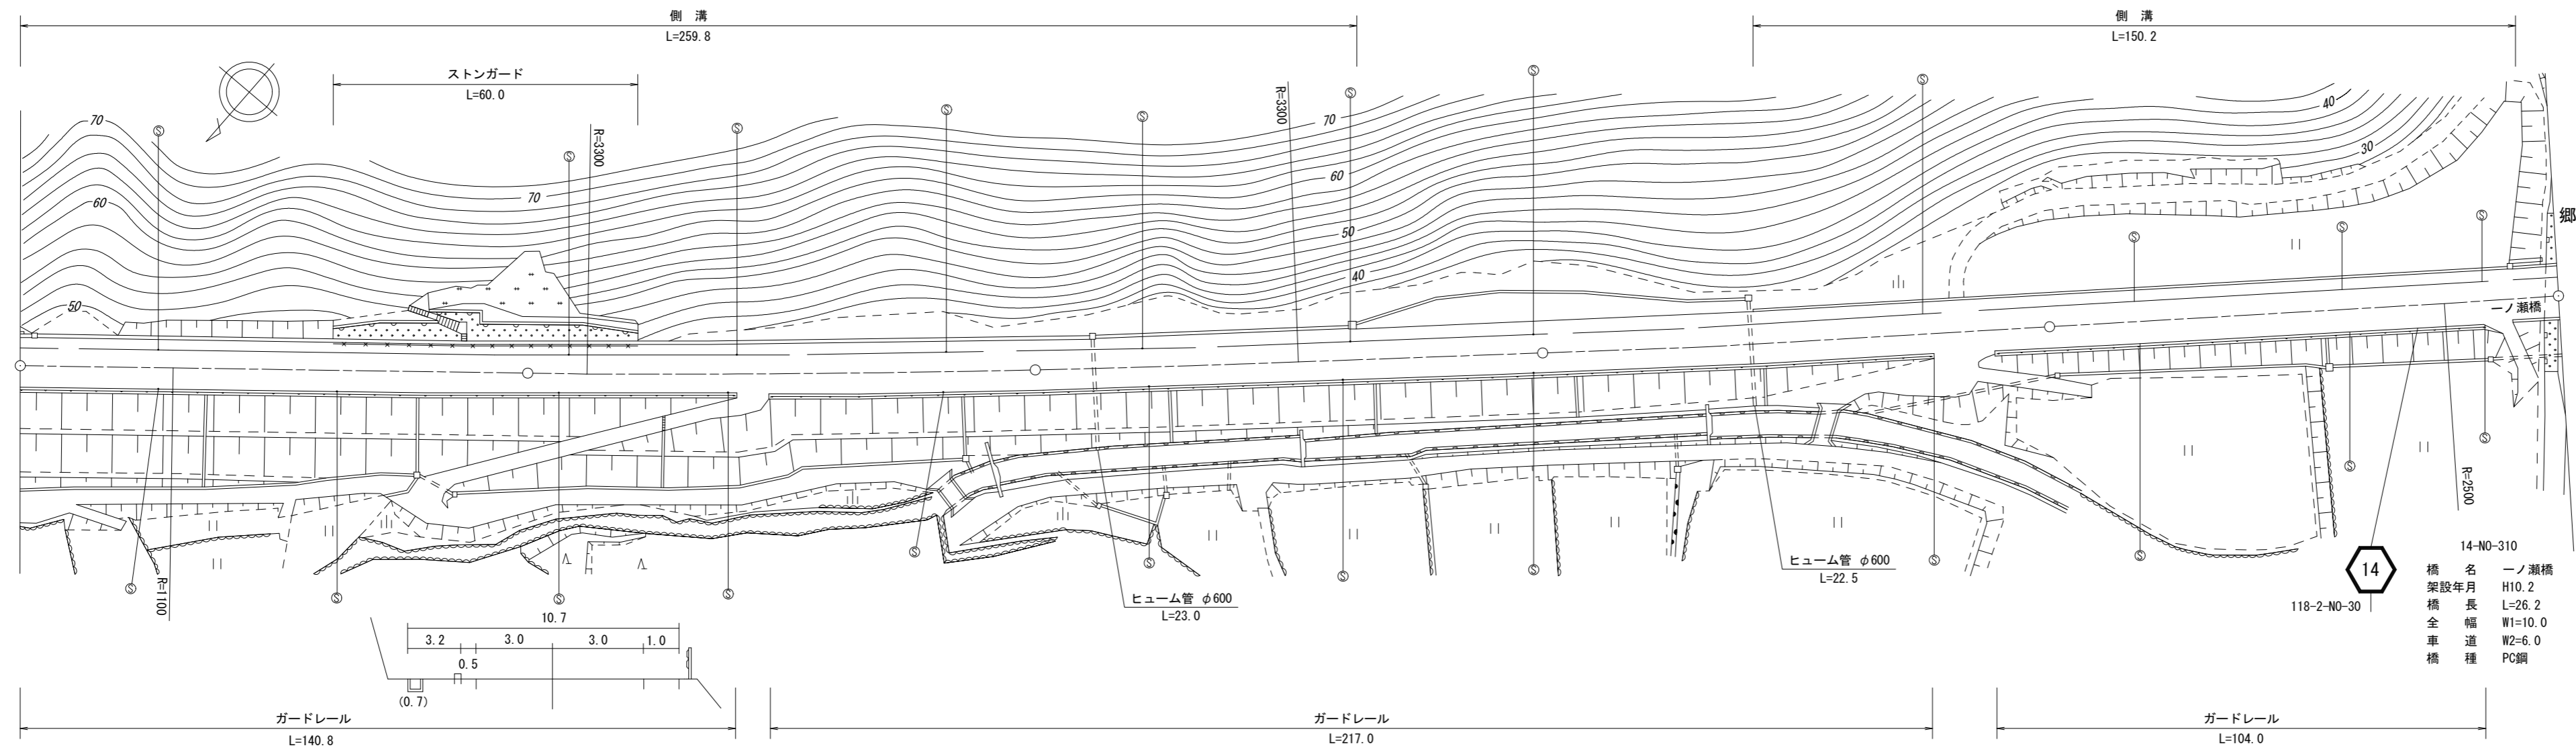 側 溝
L=259.8
側 溝
L=150.2
ストンガード
L=60.0
R=3300
R=3300
Ⓢ
Ⓢ
Ⓢ
Ⓢ
Ⓢ
Ⓢ
Ⓢ
Ⓢ
Ⓢ
Ⓢ
Ⓢ
70
70
70
60
60
50
50
40
40
30
郷
一ノ瀬橋
R=1100
R=2500
Ⓢ
Ⓢ
Ⓢ
Ⓢ
Ⓢ
Ⓢ
Ⓢ
Ⓢ
Ⓢ
Ⓢ
Ⓢ
Ⓢ
ヒューム管 φ600
L=23.0
ヒューム管 φ600
L=22.5
14
14-NO-310
118-2-NO-30
橋 名 一ノ瀬橋
架設年月 H10.2
橋 長 L=26.2
全 幅 W1=10.0
車 道 W2=6.0
橋 種 PC鋼
10.7
3.2 3.0 3.0 1.0
0.5
(0.7)
ガードレール
L=140.8
ガードレール
L=217.0
ガードレール
L=104.0